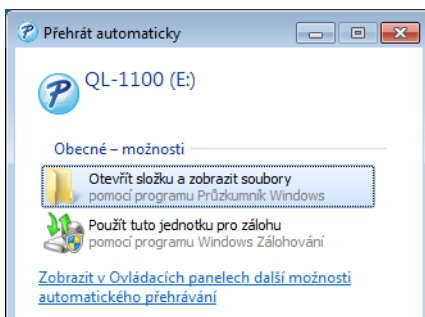 Přehrát automaticky
QL-1100 (E:)
Obecné – možnosti
Otevřít složku a zobrazit soubory
pomocí programu Průzkumník Windows
Použít tuto jednotku pro zálohu
pomocí programu Windows Zálohování
Zobrazit v Ovládacích panelech další možnosti
automatického přehrávání